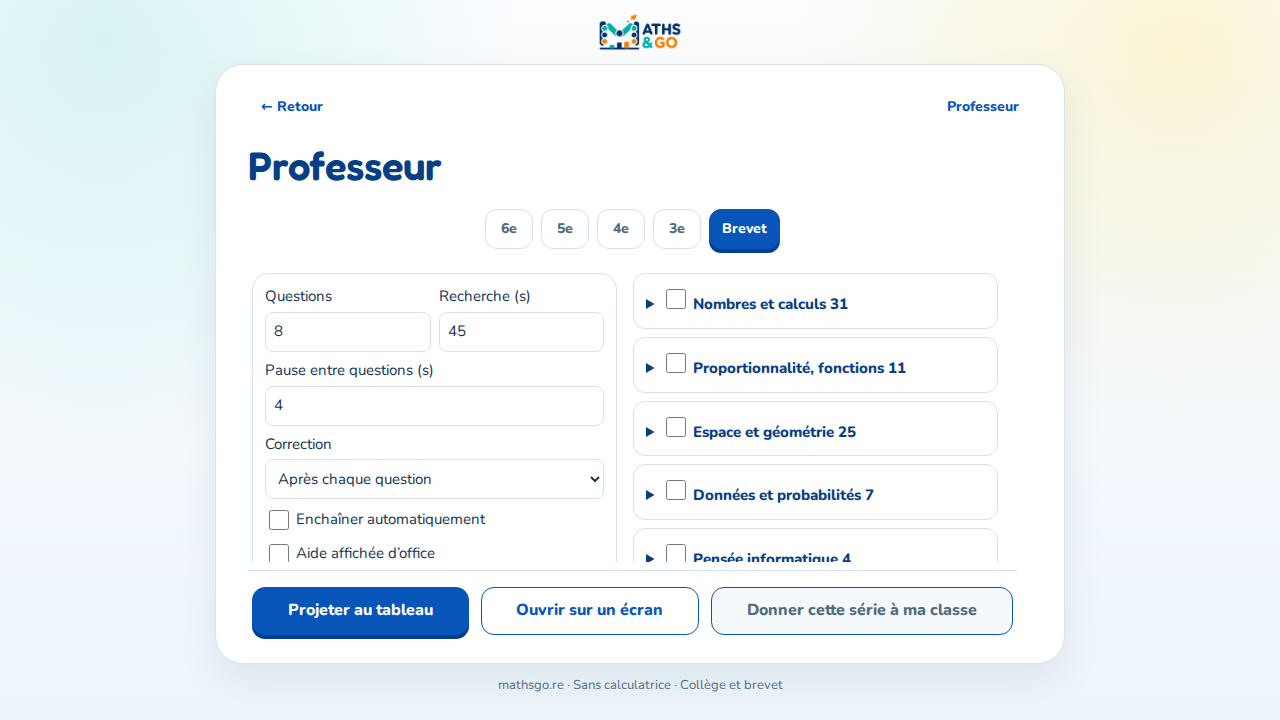 MATHS
&GO
← Retour
Professeur
Professeur
6e
5e
4e
3e
Brevet
Questions
Recherche (s)
8
45
Pause entre questions (s)
4
Correction
Après chaque question
Enchaîner automatiquement
Aide affichée d’office
Nombres et calculs 31
Proportionnalité, fonctions 11
Espace et géométrie 25
Données et probabilités 7
Pensée informatique 4
Projeter au tableau
Ouvrir sur un écran
Donner cette série à ma classe
mathsgo.re · Sans calculatrice · Collège et brevet